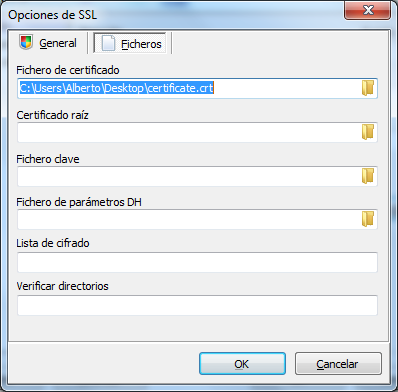 Opciones de SSL
General
Ficheros
Fichero de certificado
C:\Users\Alberto\Desktop\certificate.crt
Certificado raíz
Fichero clave
Fichero de parámetros DH
Lista de cifrado
Verificar directorios
OK
Cancelar